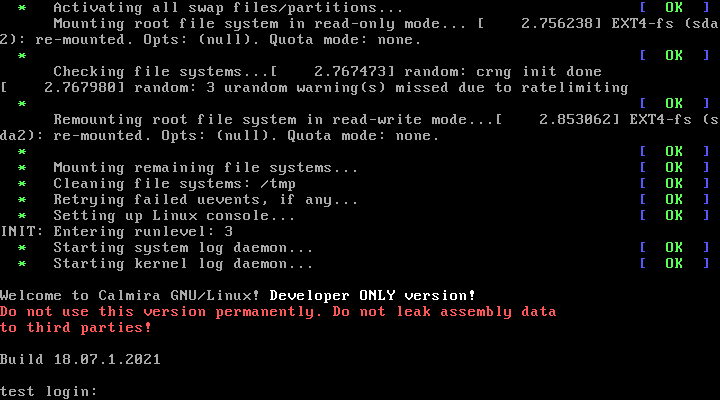 *   Activating all swap files/partitions...                           [  OK  ]
      Mounting root file system in read-only mode... [    2.756238] EXT4-fs (sda
2): re-mounted. Opts: (null). Quota mode: none.
  *                                                                     [  OK  ]
      Checking file systems...[    2.767473] random: crng init done
[    2.767980] random: 3 urandom warning(s) missed due to ratelimiting
  *                                                                     [  OK  ]
      Remounting root file system in read-write mode...[    2.853062] EXT4-fs (s
da2): re-mounted. Opts: (null). Quota mode: none.
  *                                                                     [  OK  ]
  *   Mounting remaining file systems...                                [  OK  ]
  *   Cleaning file systems: /tmp                                       [  OK  ]
  *   Retrying failed uevents, if any...                                [  OK  ]
  *   Setting up Linux console...                                       [  OK  ]
INIT: Entering runlevel: 3
  *   Starting system log daemon...                                     [  OK  ]
  *   Starting kernel log daemon...                                     [  OK  ]
Welcome to Calmira GNU/Linux! Developer ONLY version!
Do not use this version permanently. Do not leak assembly data
to third parties!
Build 18.07.1.2021
test login: